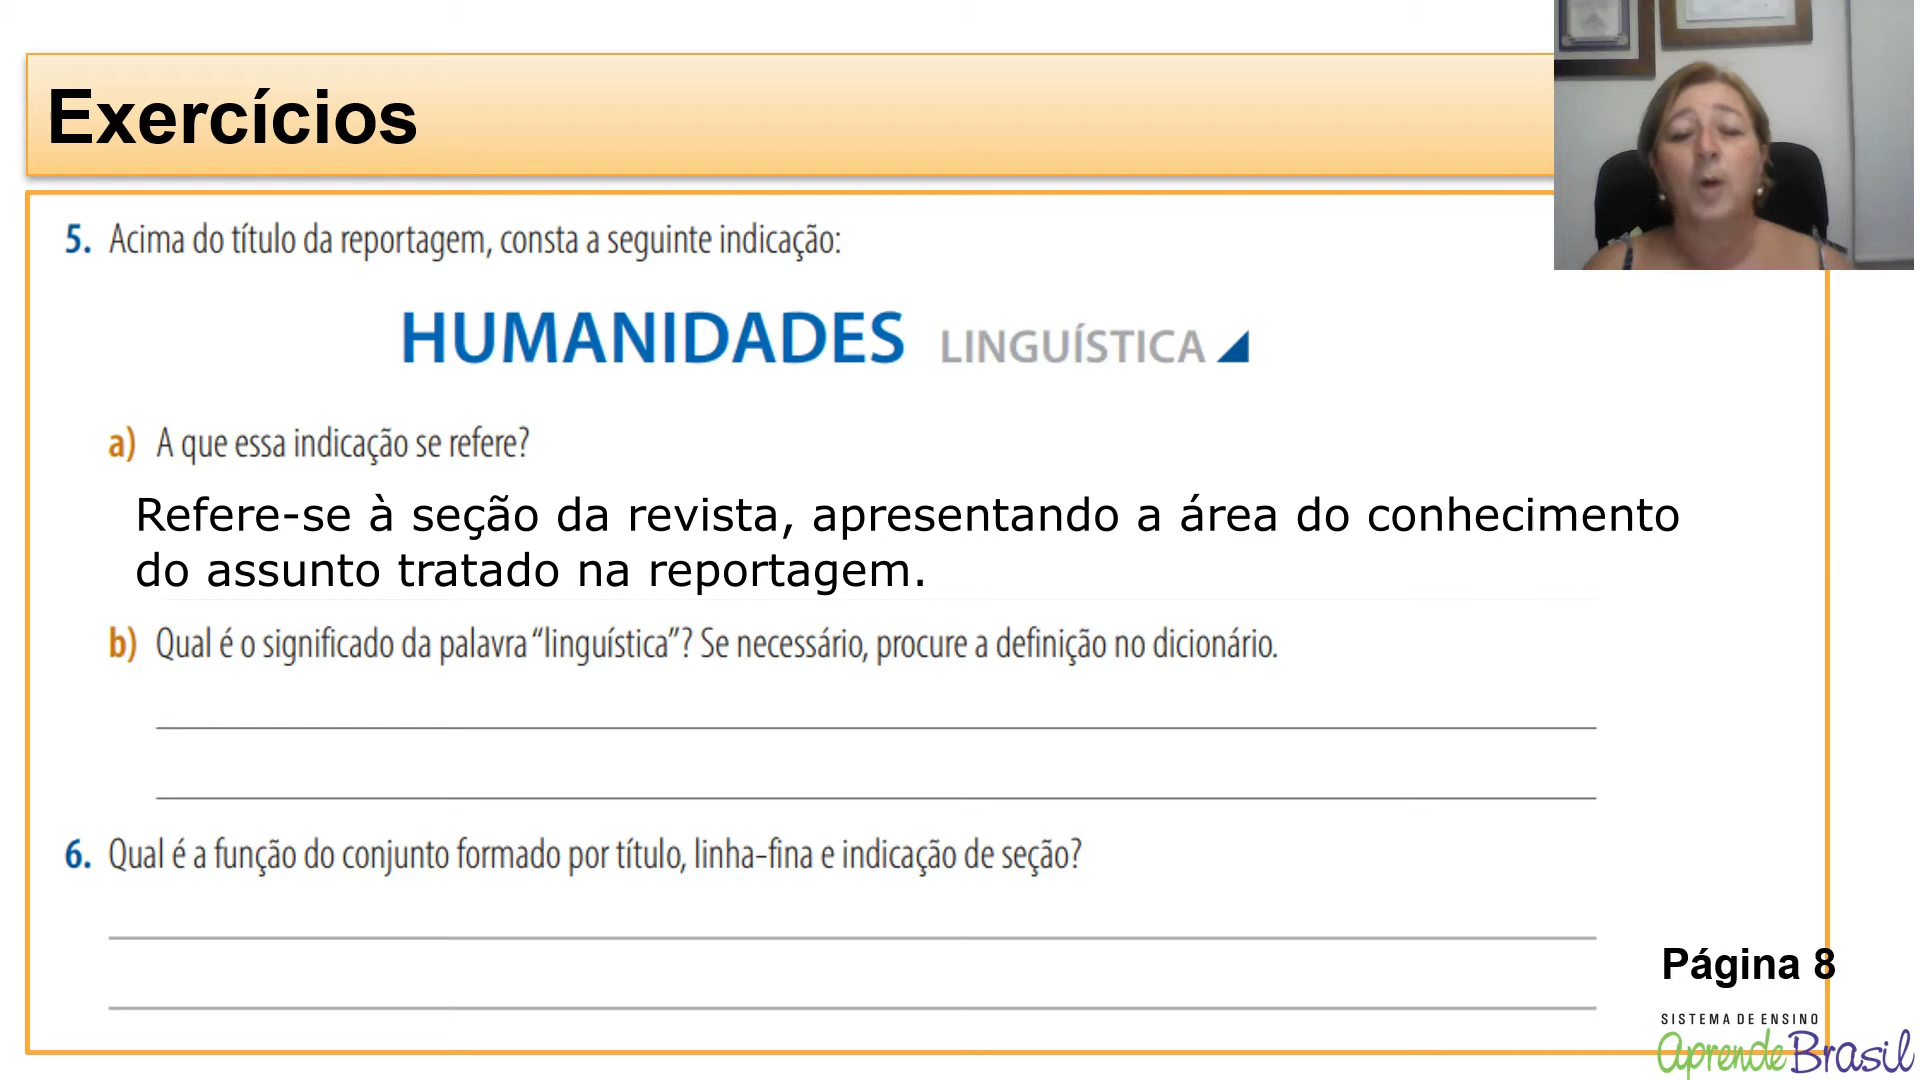 Exercícios
5. Acima do título da reportagem, consta a seguinte indicação:
HUMANIDADES LINGUÍSTICA
a) A que essa indicação se refere?
Refere-se à seção da revista, apresentando a área do conhecimento
do assunto tratado na reportagem.
b) Qual é o significado da palavra “linguística”? Se necessário, procure a definição no dicionário.
6. Qual é a função do conjunto formado por título, linha-fina e indicação de seção?
Página 8
SISTEMA DE ENSINO
aprende Brasil